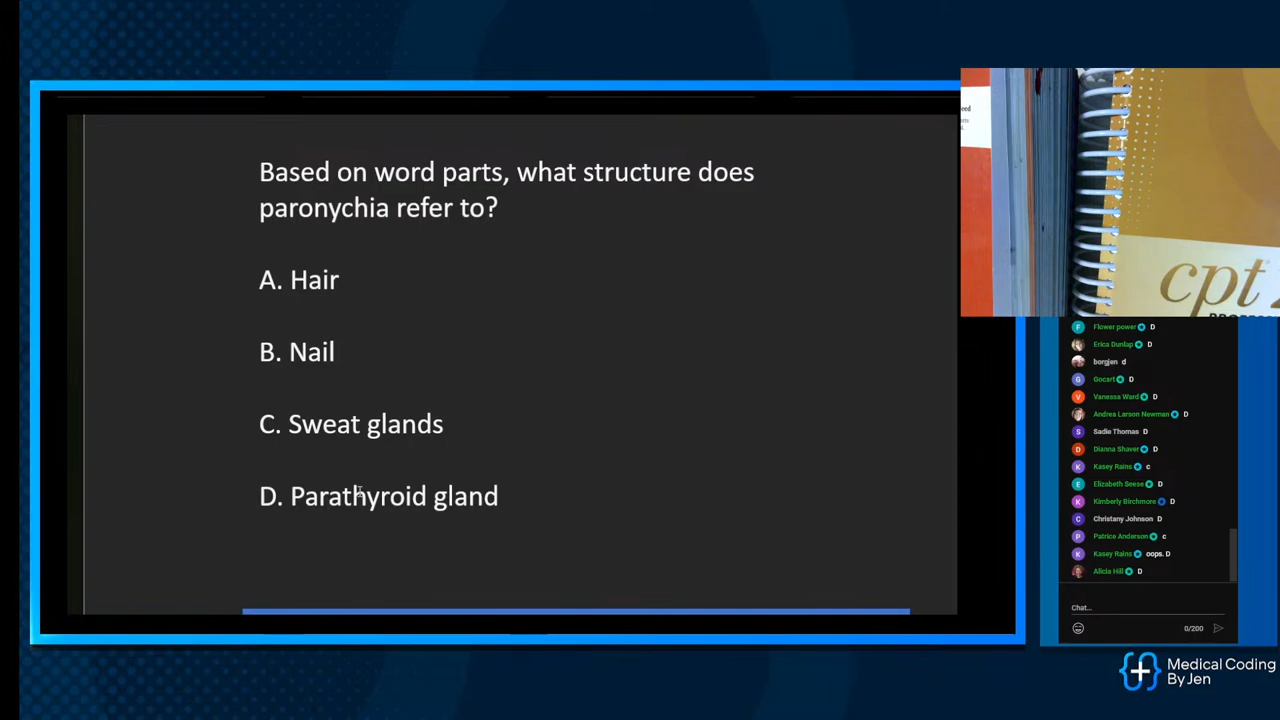 Based on word parts, what structure does
paronychia refer to?
A. Hair
B. Nail
C. Sweat glands
D. Parathyroid gland
cpt
Flower power D
Erica Dunlap D
borgjen d
Gocart D
Vanessa Ward D
Andrea Larson Newman D
Sadie Thomas D
Dianna Shaver D
Kasey Rains c
Elizabeth Seese D
Kimberly Birchmore D
Christany Johnson D
Patrice Anderson c
Kasey Rains oops. D
Alicia Hill D
Chat...
0/200
Medical Coding
By Jen